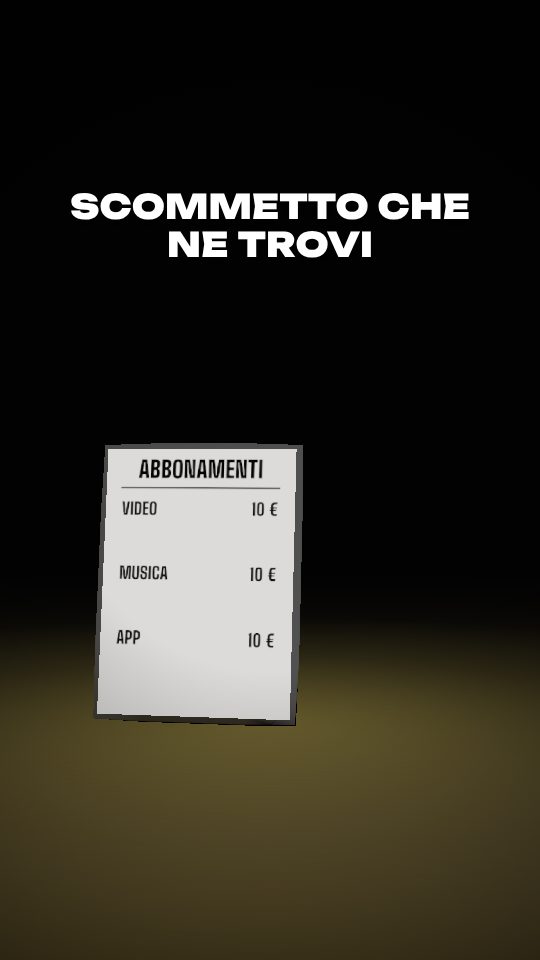 SCOMMETTO CHE
NE TROVI
ABBONAMENTI
VIDEO 10 €
MUSICA 10 €
APP 10 €